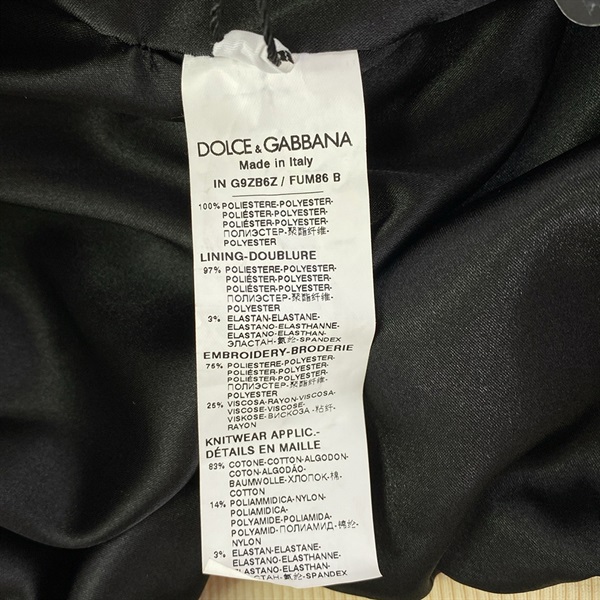 DOLCE & GABBANA
Made in Italy
IN G9ZB6Z / FUM86 B
100% POLIESTERE-POLYESTER-
POLIÉSTER-POLYESTER-
POLIÉSTER-POLYESTER-
ПОЛИЭСТЕР-聚酯纤维-
POLYESTER
LINING-DOUBLURE
97% POLIESTERE-POLYESTER-
POLIÉSTER-POLYESTER-
POLIÉSTER-POLYESTER-
ПОЛИЭСТЕР-聚酯纤维-
POLYESTER
3% ELASTAN-ELASTANE-
ELASTANO-ELASTHANNE-
ELASTANO-ELASTHAN-
ЭЛАСТАН-氨纶-SPANDEX
EMBROIDERY-BRODERIE
75% POLIESTERE-POLYESTER-
POLIÉSTER-POLYESTER-
POLIÉSTER-POLYESTER-
ПОЛИЭСТЕР-聚酯纤维-
POLYESTER
25% VISCOSA-RAYON-VISCOSA-
VISCOSE-VISCOSE-
VISKOSE-ВИСКОЗА-粘纤-
RAYON
KNITWEAR APPLIC.-
DÉTAILS EN MAILLE
83% COTONE-COTTON-ALGODON-
COTON-ALGODÃO-
BAUMWOLLE-ХЛОПОК-棉-
COTTON
14% POLIAMMIDICA-NYLON-
POLIAMIDICA-
POLYAMIDE-POLIAMIDA-
POLYAMID-ПОЛИАМИД-锦纶-
NYLON
3% ELASTAN-ELASTANE-
ELASTANO-ELASTHANNE-
ELASTANO-ELASTHAN-
ЭЛАСТАН-氨纶-SPANDEX